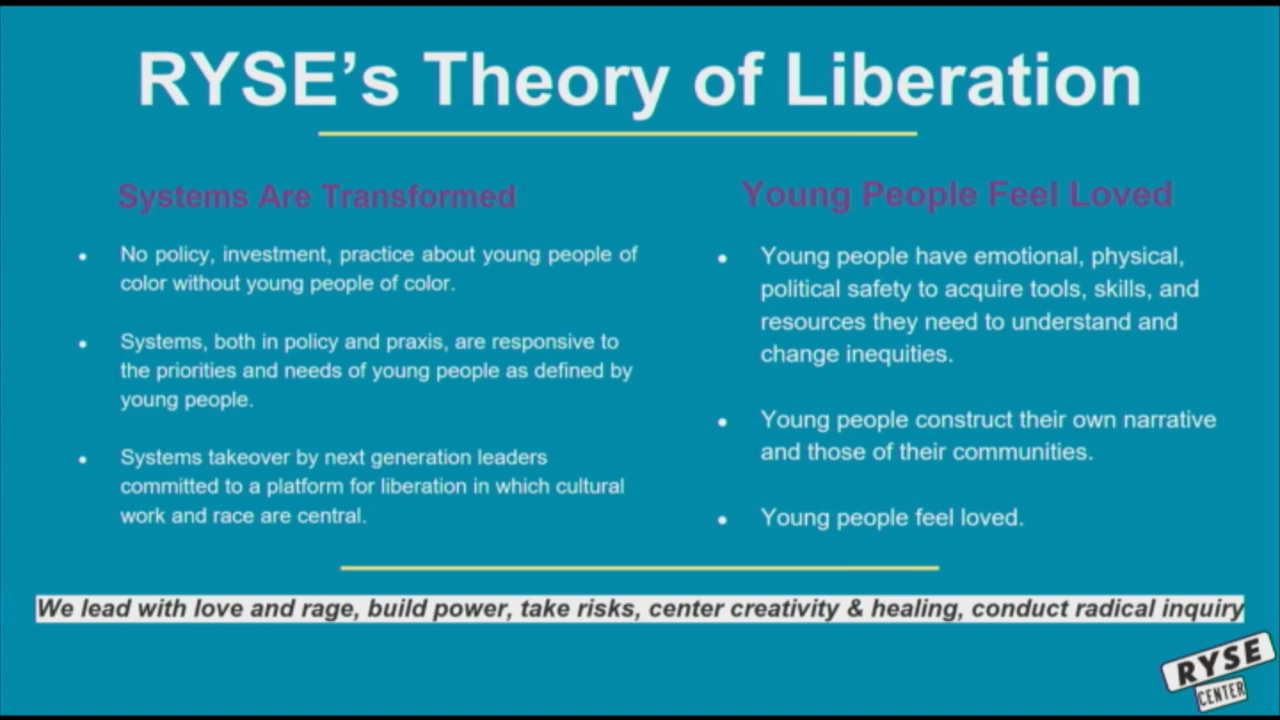 RYSE’s Theory of Liberation
Systems Are Transformed
No policy, investment, practice about young people of
color without young people of color.
Systems, both in policy and praxis, are responsive to
the priorities and needs of young people as defined by
young people.
Systems takeover by next generation leaders
committed to a platform for liberation in which cultural
work and race are central.
Young People Feel Loved
Young people have emotional, physical,
political safety to acquire tools, skills, and
resources they need to understand and
change inequities.
Young people construct their own narrative
and those of their communities.
Young people feel loved.
We lead with love and rage, build power, take risks, center creativity & healing, conduct radical inquiry
RYSE
CENTER